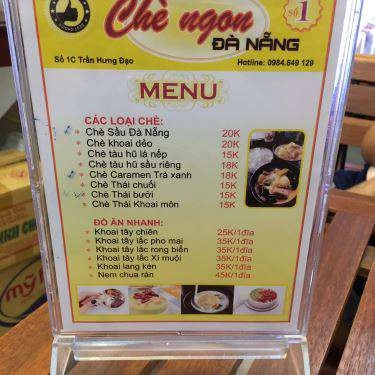 Chè ngon
Số 1
ĐÀ NẴNG
Số 1C Trần Hưng Đạo
Hotline: 0984.849 129
MENU
CÁC LOẠI CHÈ:
Chè Sầu Đà Nẵng 20K
Chè khoai dẻo 20K
Chè tàu hũ lá nếp 15K
Chè tàu hũ sầu riêng 18K
Chè Caramen Trà xanh 18K
Chè Thái chuối 15K
Chè Thái bưởi 15K
Chè Thái Khoai môn 15K
ĐỒ ĂN NHANH:
Khoai tây chiên 25K/1đĩa
Khoai tây lắc pho mai 35K/1đĩa
Khoai tây lắc rong biển 35K/1đĩa
Khoai tây lắc Xí muội 35K/1đĩa
Khoai lang kén 35K/1đĩa
Nem chua rán 45K/1đĩa